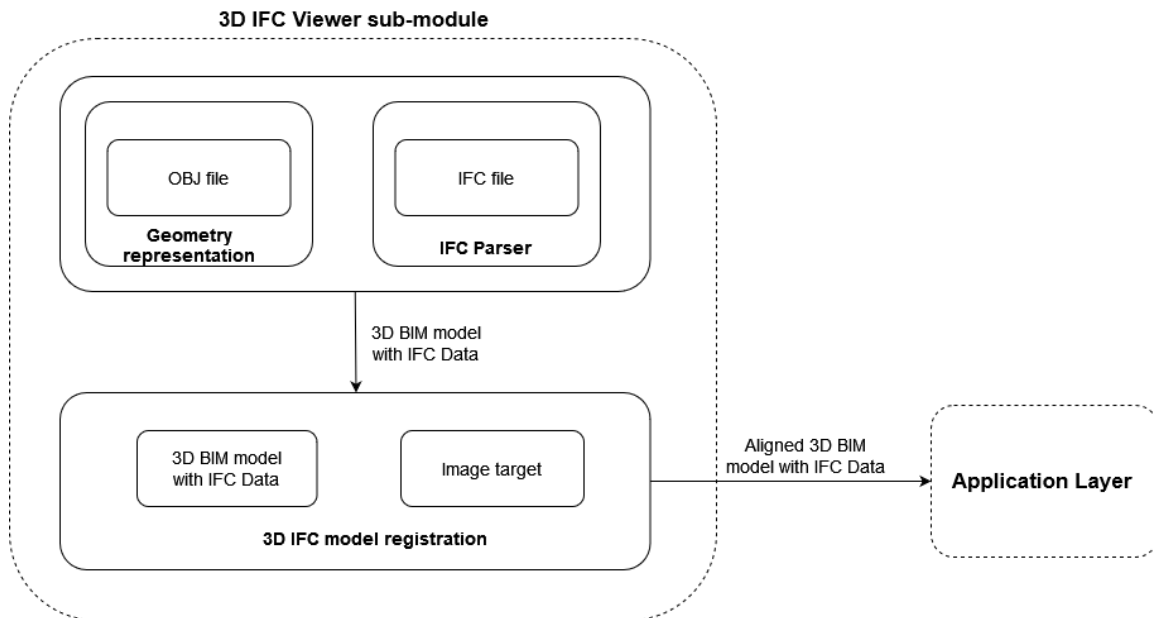 3D IFC Viewer sub-module
OBJ file
Geometry
representation
IFC file
IFC Parser
3D BIM model
with IFC Data
3D BIM model
with IFC Data
Image target
3D IFC model registration
Aligned 3D BIM
model with IFC Data
Application Layer